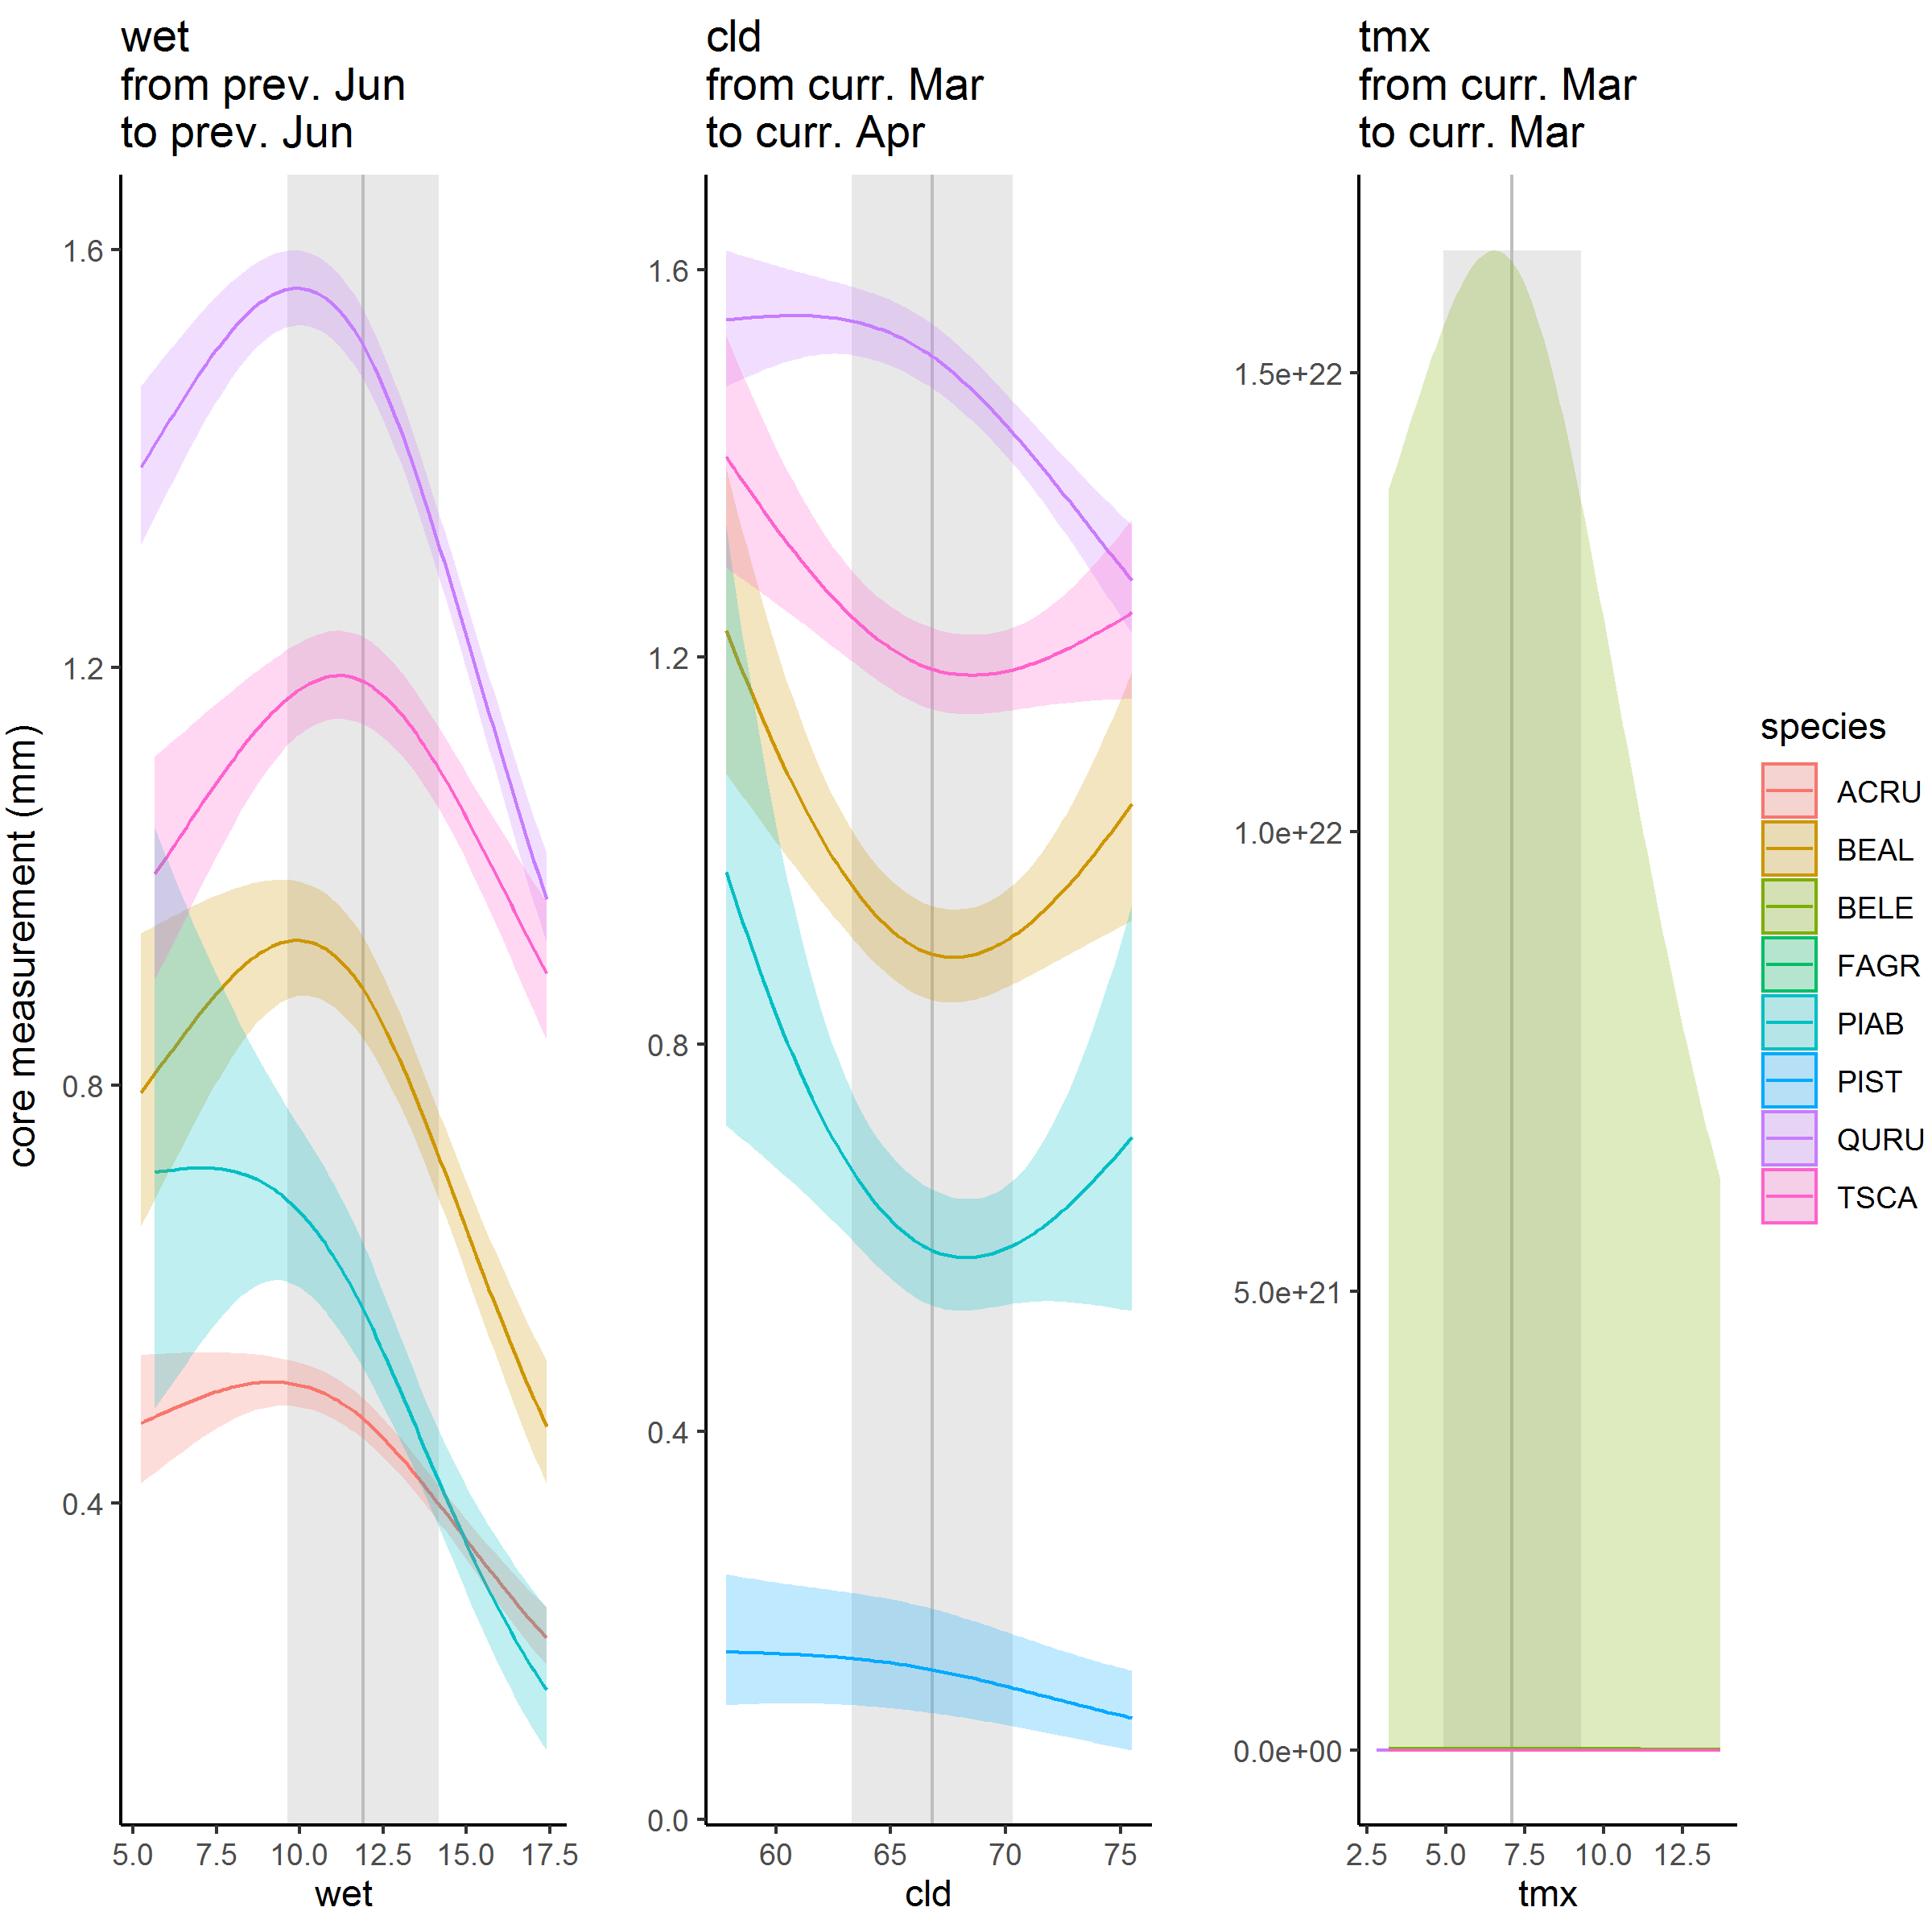 wet
from prev. Jun
to prev. Jun
cld
from curr. Mar
to curr. Apr
tmx
from curr. Mar
to curr. Mar
core measurement (mm)
1.6
1.2
0.8
0.4
5.0 7.5 10.0 12.5 15.0 17.5
wet
1.6
1.2
0.8
0.4
0.0
60 65 70 75
cld
1.5e+22
1.0e+22
5.0e+21
0.0e+00
2.5 5.0 7.5 10.0 12.5
tmx
species
ACRU
BEAL
BELE
FAGR
PIAB
PIST
QURU
TSCA